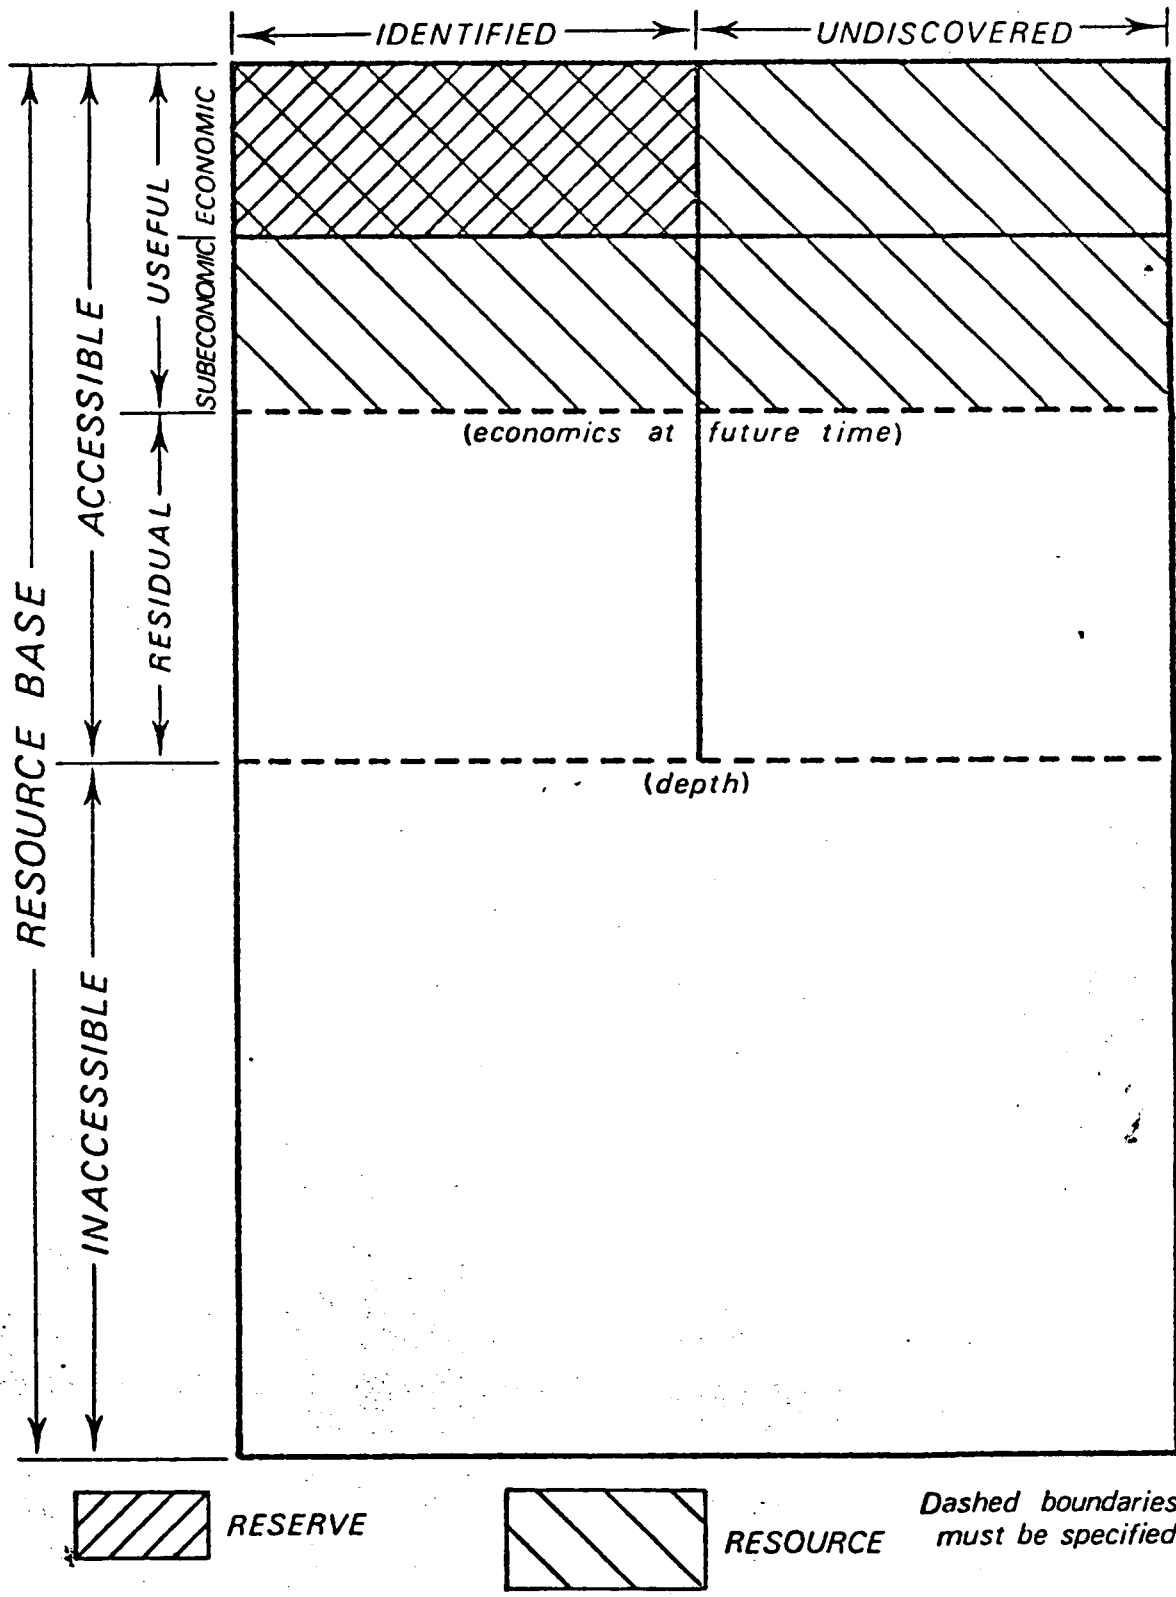 IDENTIFIED
UNDISCOVERED
RESOURCE BASE
ACCESSIBLE
INACCESSIBLE
USEFUL
RESIDUAL
ECONOMIC
SUBECONOMIC
(economics at future time)
(depth)
RESERVE
RESOURCE
Dashed boundaries
must be specified